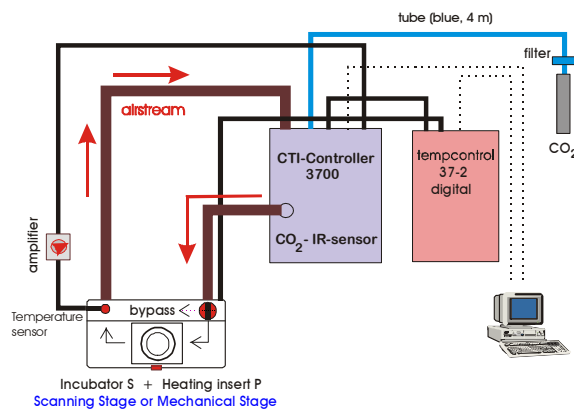 tube (blue, 4 m)
filter
airstream
CO2
CTI-Controller
3700
tempcontrol
37-2
digital
CO2- IR-sensor
amplifier
Temperature
sensor
bypass
Incubator S + Heating insert P
Scanning Stage or Mechanical Stage